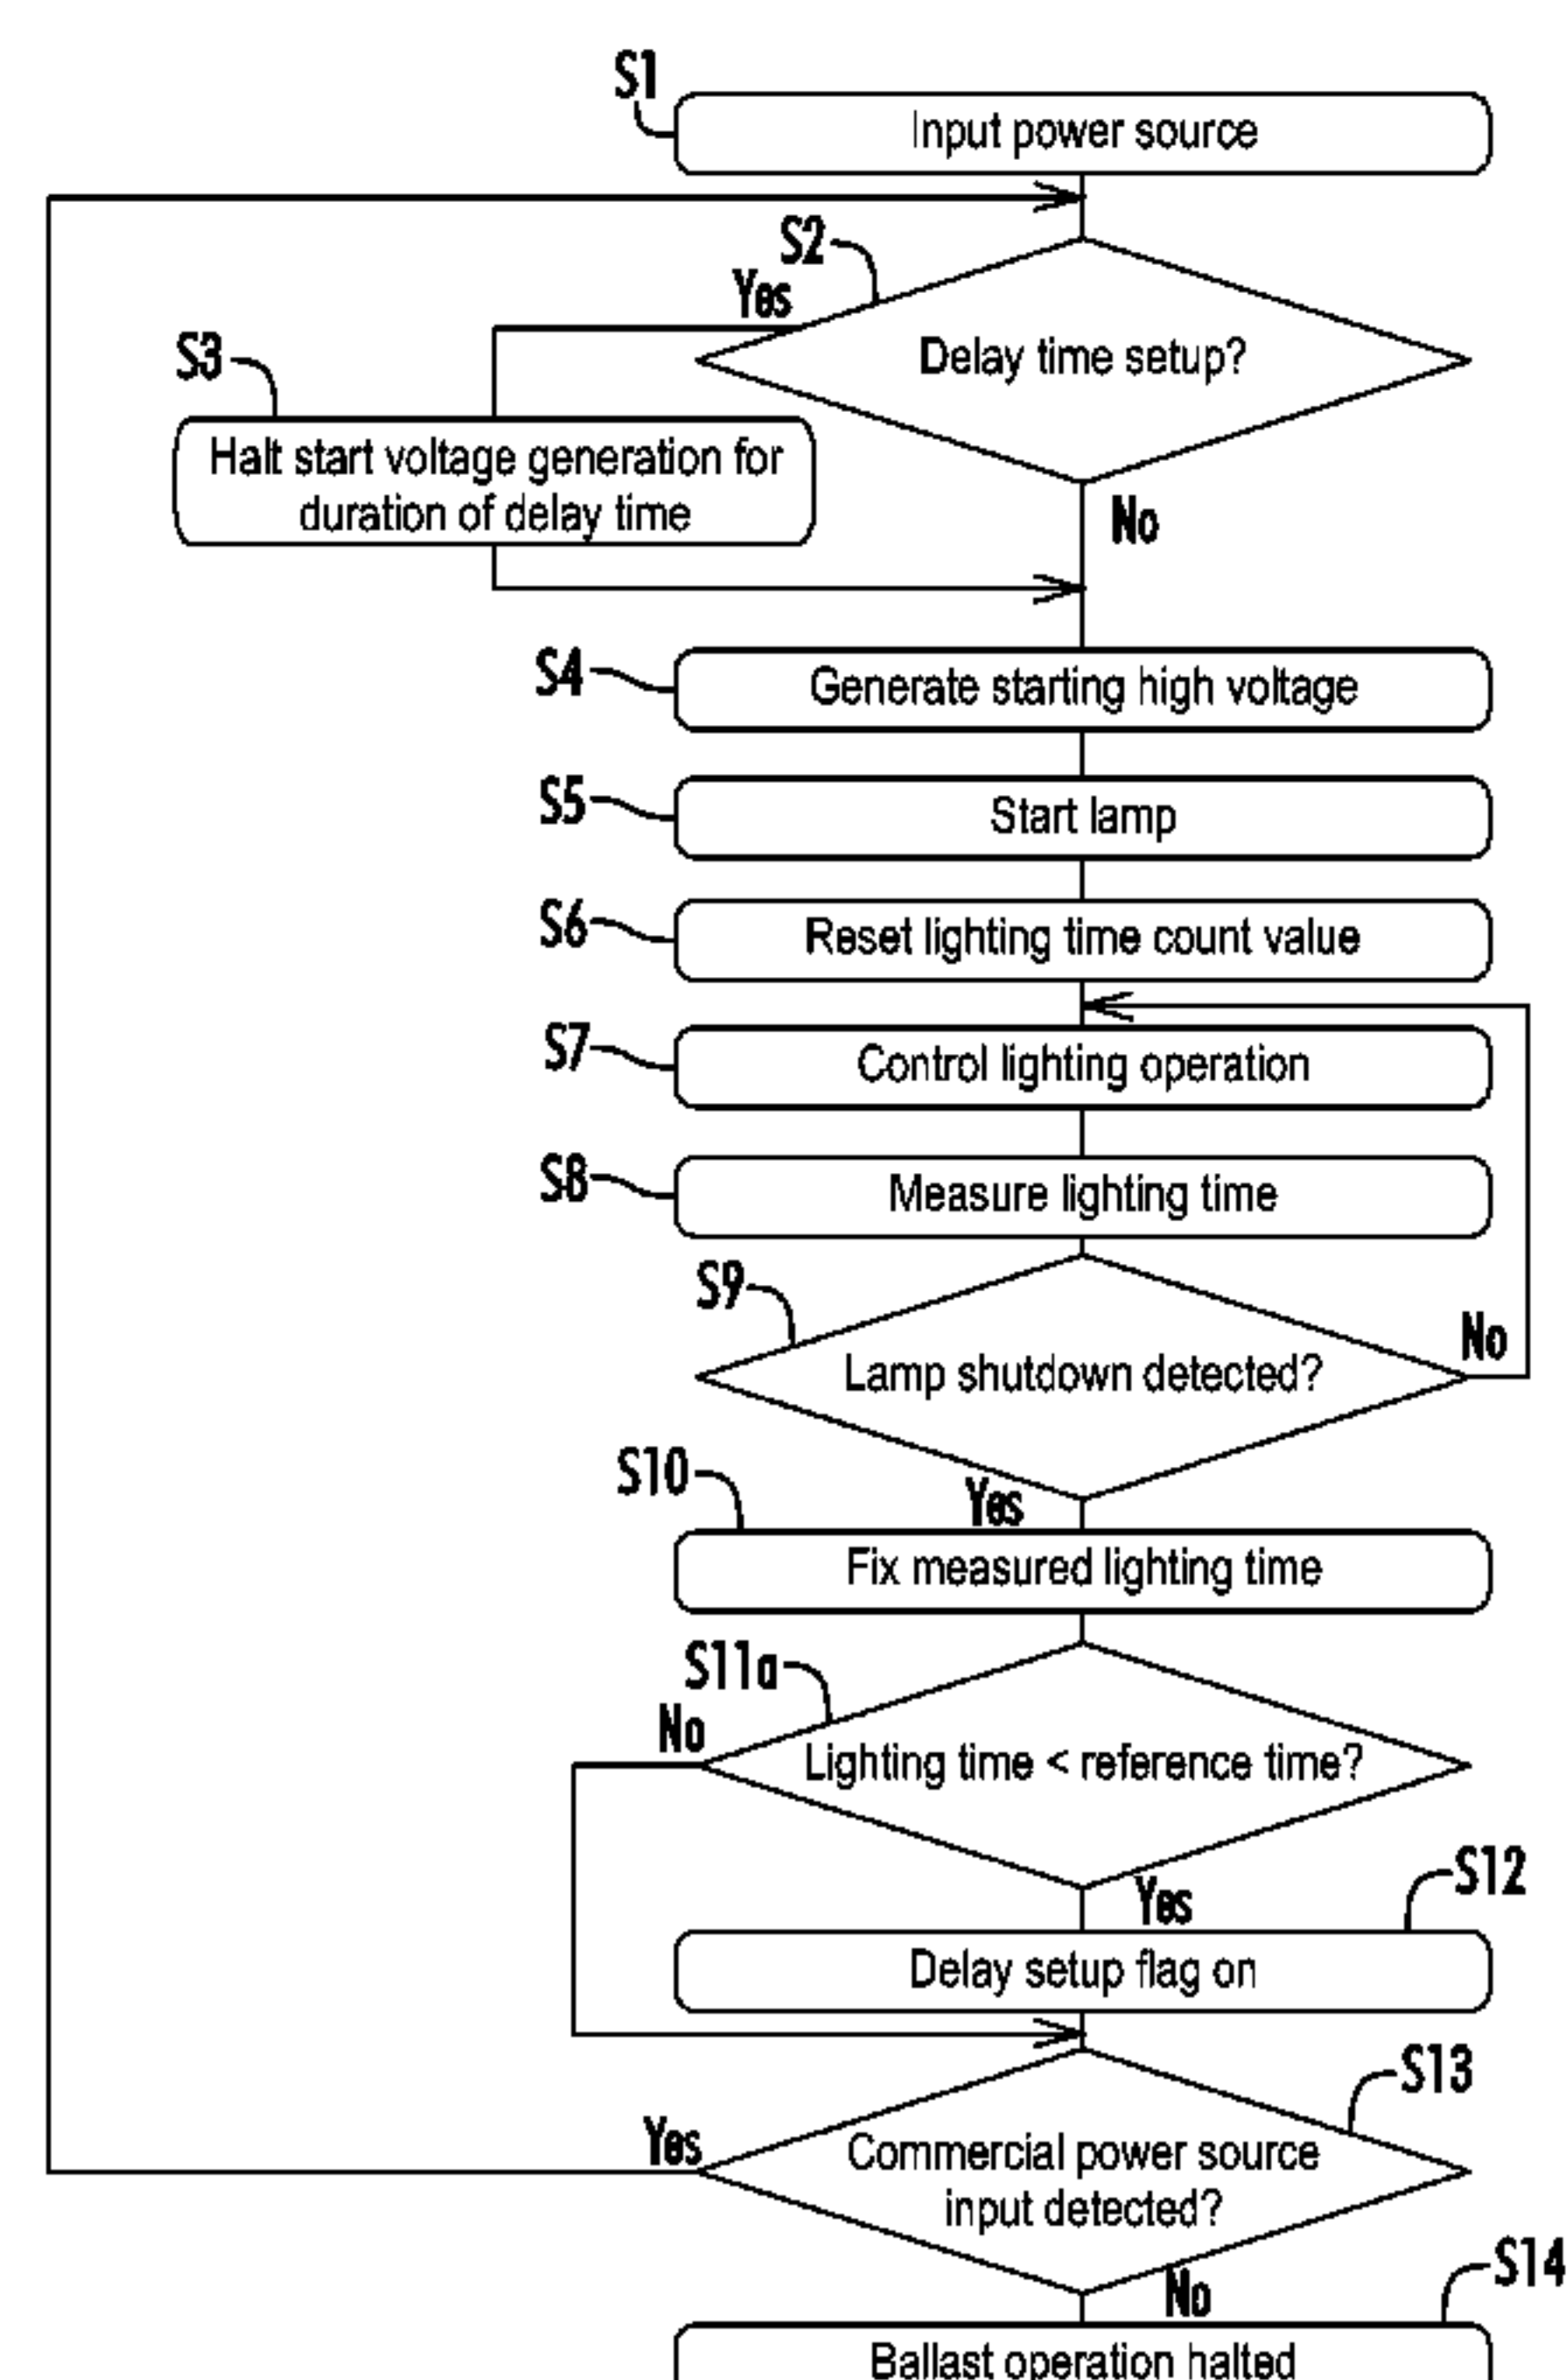 S1
Input power source
S2
Yes
Delay time setup?
S3
Halt start voltage generation for
duration of delay time
No
S4
Generate starting high voltage
S5
Start lamp
S6
Reset lighting time count value
S7
Control lighting operation
S8
Measure lighting time
S9
No
Lamp shutdown detected?
S10
Yes
Fix measured lighting time
S11a
No
Lighting time < reference time?
S12
Yes
Delay setup flag on
S13
Yes
Commercial power source
input detected?
S14
No
Ballast operation halted